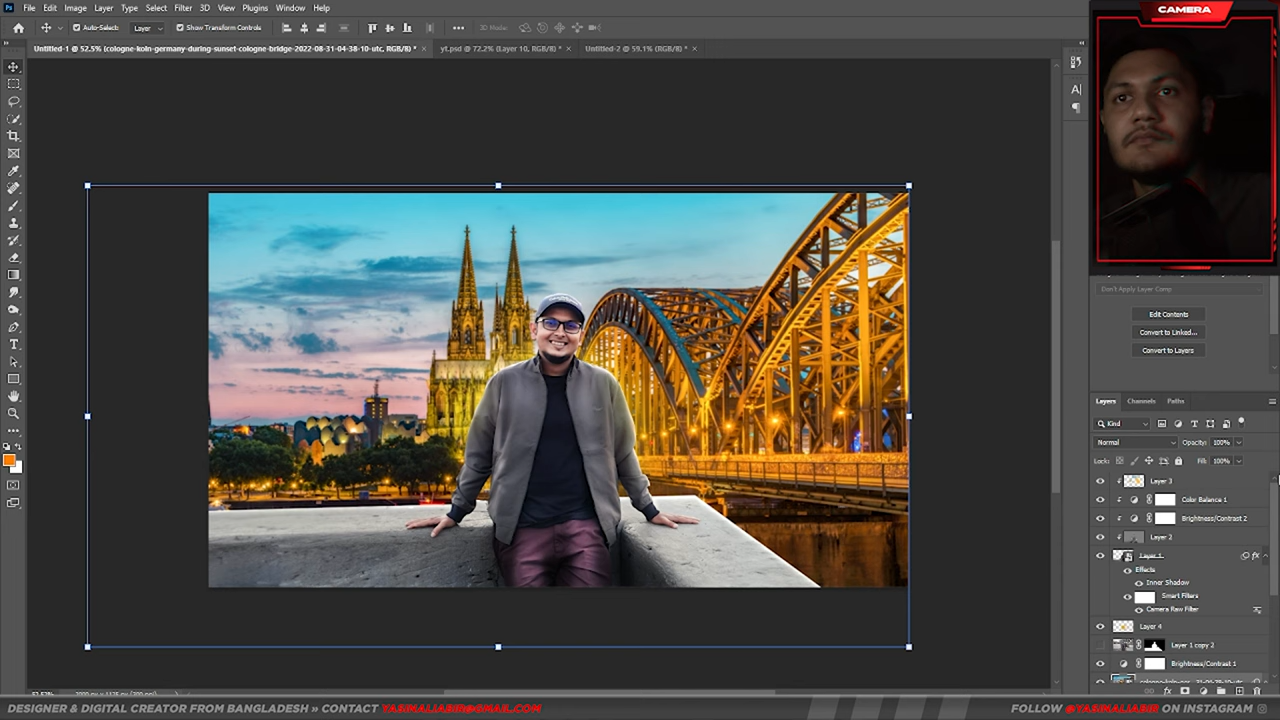 Ps File Edit Image Layer Type Select Filter 3D View Plugins Window Help
Auto-Select: Layer Show Transform Controls 3D Mode:
Untitled-1 @ 52.5% (cologne-koln-germany-during-sunset-cologne-bridge-2022-08-31-04-38-10-utc, RGB/8) * × yt.psd @ 72.2% (Layer 10, RGB/8) * × Untitled-2 @ 59.1% (RGB/8) * ×
CAMERA
Don't Apply Layer Comp
Edit Contents
Convert to Linked...
Convert to Layers
Layers Channels Paths
Kind
Normal Opacity: 100%
Lock: Fill: 100%
Layer 3
Color Balance 1
Brightness/Contrast 2
Layer 2
Layer 1 fx
Effects
Inner Shadow
Smart Filters
Camera Raw Filter
Layer 4
Layer 1 copy 2
Brightness/Contrast 1
DESIGNER & DIGITAL CREATOR FROM BANGLADESH » CONTACT YASINALIABIR@GMAIL.COM
FOLLOW @YASINALIABIR ON INSTAGRAM